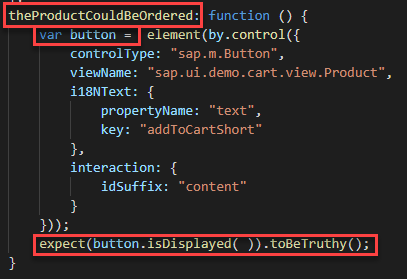 theProductCouldBeOrdered: function () {
var button = element(by.control({
controlType: "sap.m.Button",
viewName: "sap.ui.demo.cart.view.Product",
i18NText: {
propertyName: "text",
key: "addToCartShort"
},
interaction: {
idSuffix: "content"
}
}));
expect(button.isDisplayed( )).toBeTruthy();
}